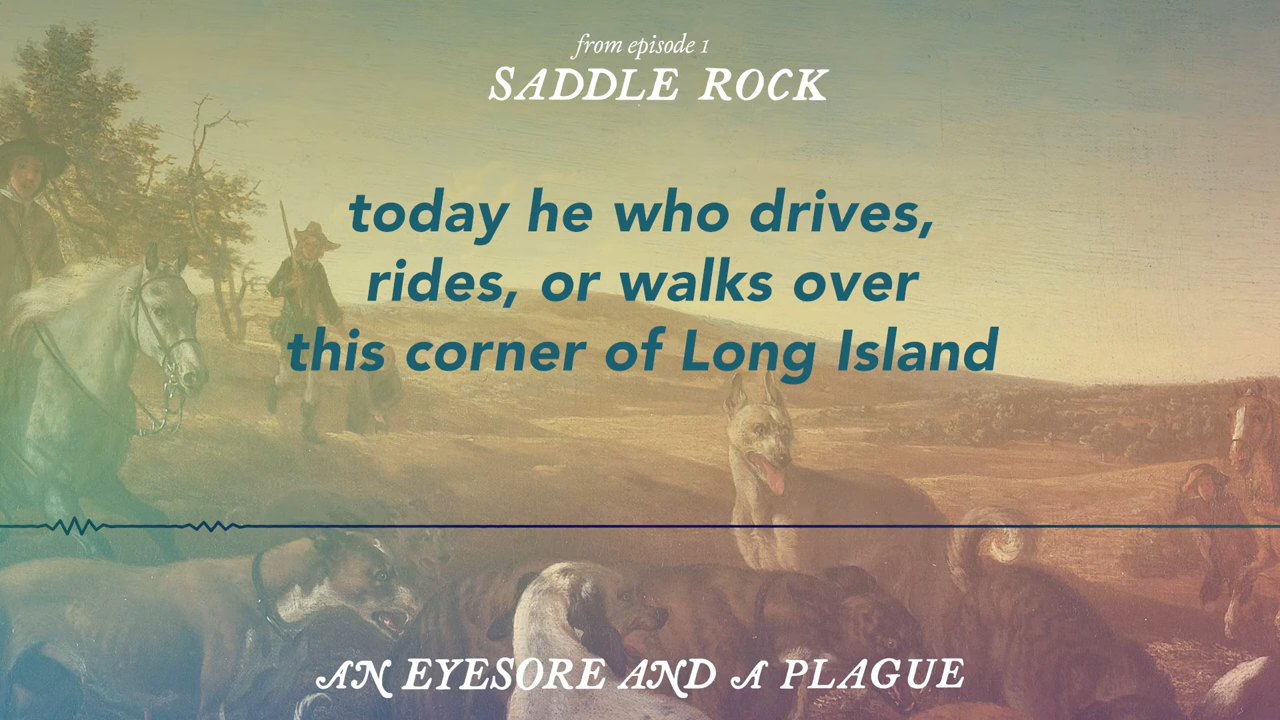 from episode 1
SADDLE ROCK
today he who drives,
rides, or walks over
this corner of Long Island
AN EYESORE AND A PLAGUE